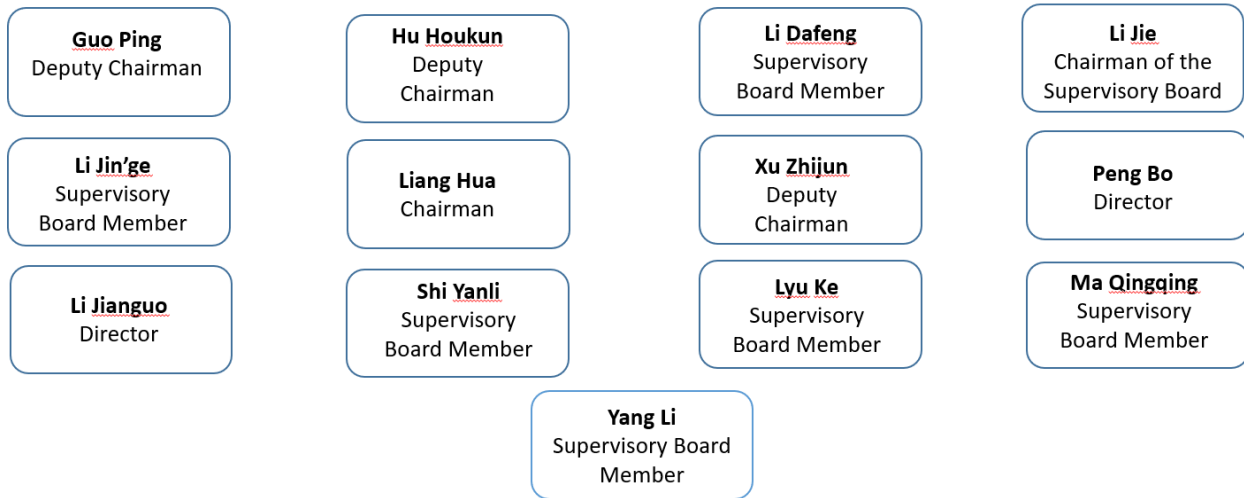 Guo Ping
Deputy Chairman
Hu Houkun
Deputy
Chairman
Li Dafeng
Supervisory
Board Member
Li Jie
Chairman of the
Supervisory Board
Li Jin’ge
Supervisory
Board Member
Liang Hua
Chairman
Xu Zhijun
Deputy
Chairman
Peng Bo
Director
Li Jianguo
Director
Shi Yanli
Supervisory
Board Member
Lyu Ke
Supervisory
Board Member
Ma Qingqing
Supervisory
Board Member
Yang Li
Supervisory Board
Member